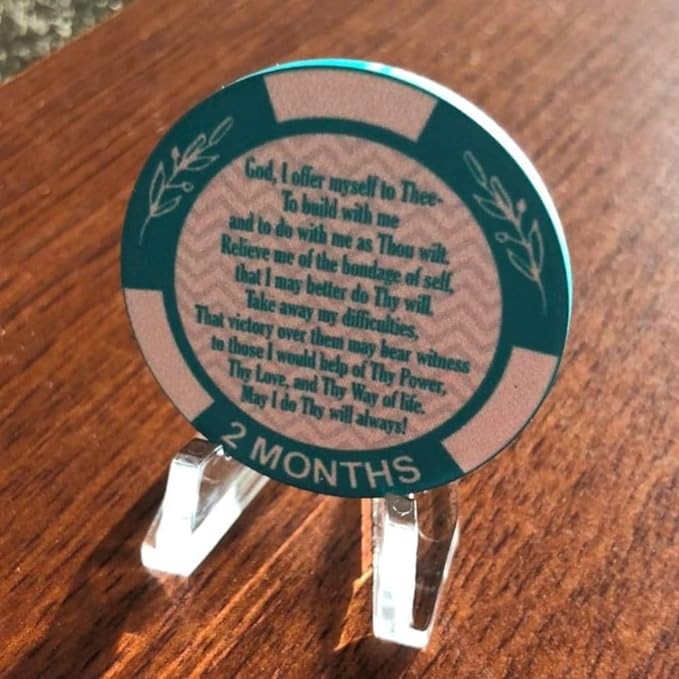 God, I offer myself to Thee-
To build with me
and to do with me as Thou wilt.
Relieve me of the bondage of self,
that I may better do Thy will.
Take away my difficulties,
That victory over them may bear witness
to those I would help of Thy Power,
Thy Love, and Thy Way of life.
May I do Thy will always!
2 MONTHS